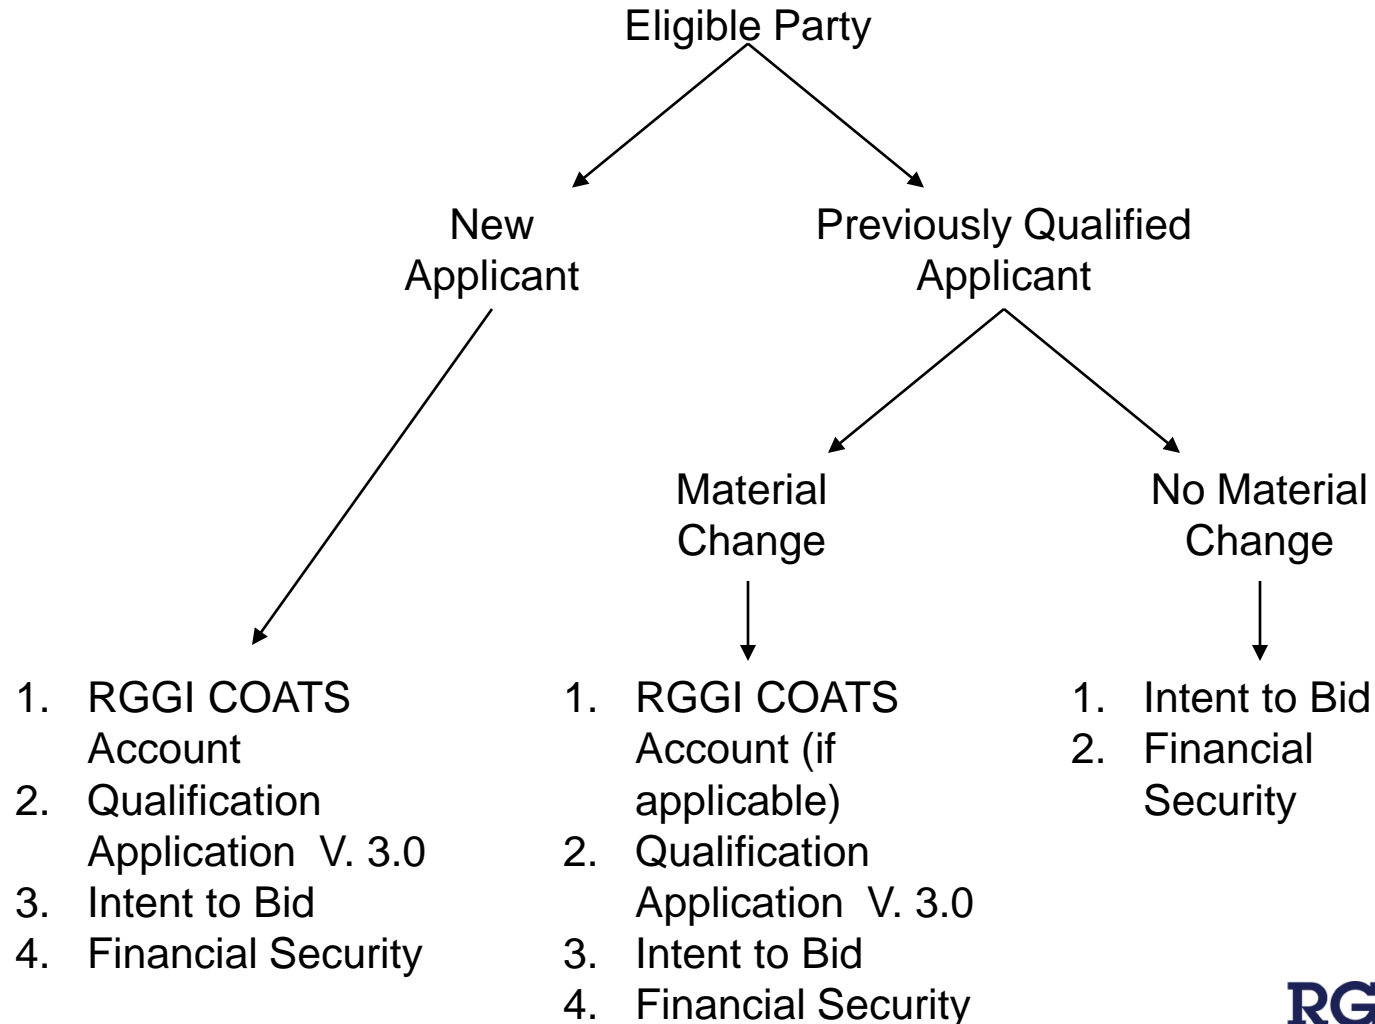 Eligible Party
New
Applicant
Previously Qualified
Applicant
Material
Change
No Material
Change
1. RGGI COATS
Account
2. Qualification
Application V. 3.0
3. Intent to Bid
4. Financial Security
1. RGGI COATS
Account (if
applicable)
2. Qualification
Application V. 3.0
3. Intent to Bid
4. Financial Security
1. Intent to Bid
2. Financial
Security
RG